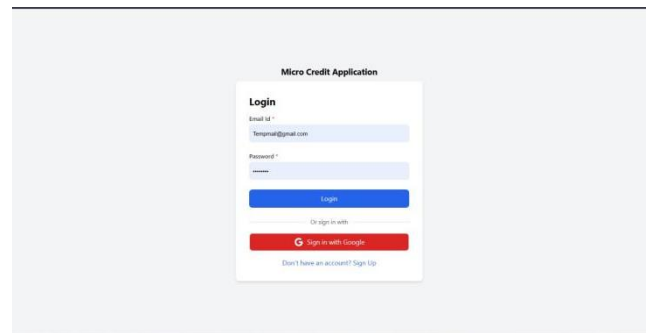 Micro Credit Application
Login
Email Id *
Tempmail@gmail.com
Password *
••••••••
Login
Or sign in with
G Sign in with Google
Don't have an account? Sign Up